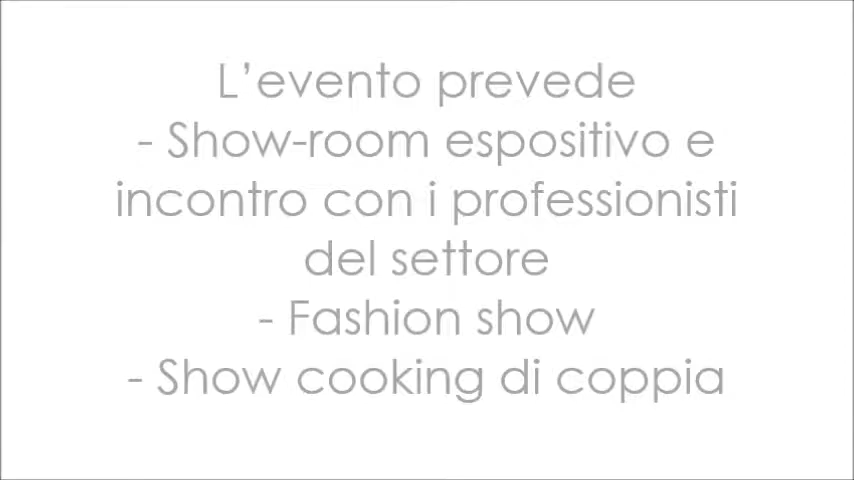 L’evento prevede
- Show-room espositivo e
incontro con i professionisti
del settore
- Fashion show
- Show cooking di coppia